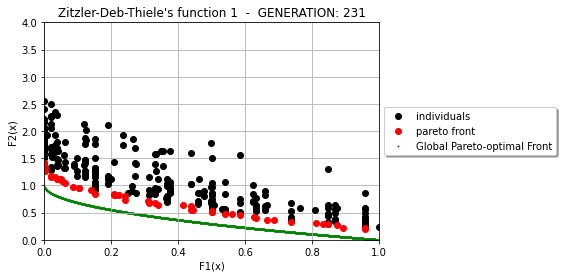 Zitzler-Deb-Thiele's function 1 - GENERATION: 231
4.0
3.5
3.0
2.5
2.0
1.5
1.0
0.5
0.0
F2(x)
0.0 0.2 0.4 0.6 0.8 1.0
F1(x)
individuals
pareto front
Global Pareto-optimal Front